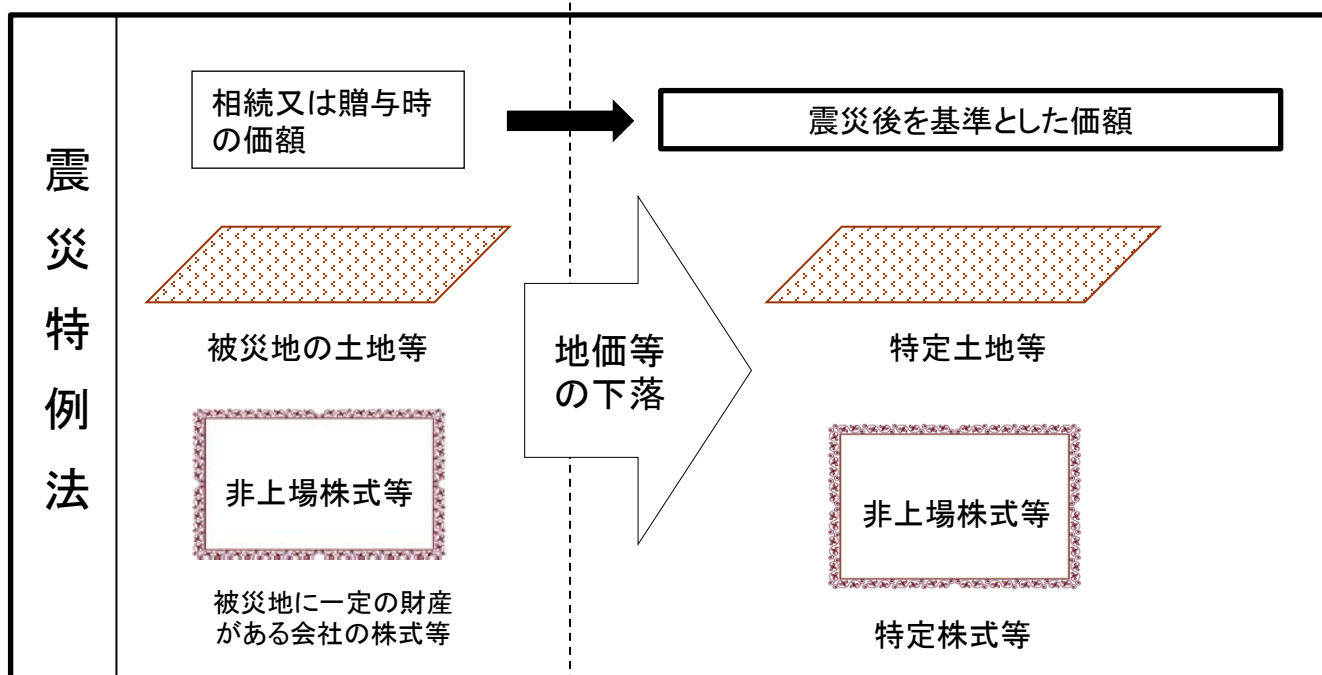 震災特例法
相続又は贈与時
の価額
震災後を基準とした価額
被災地の土地等
地価等
の下落
特定土地等
非上場株式等
非上場株式等
被災地に一定の財産
がある会社の株式等
特定株式等